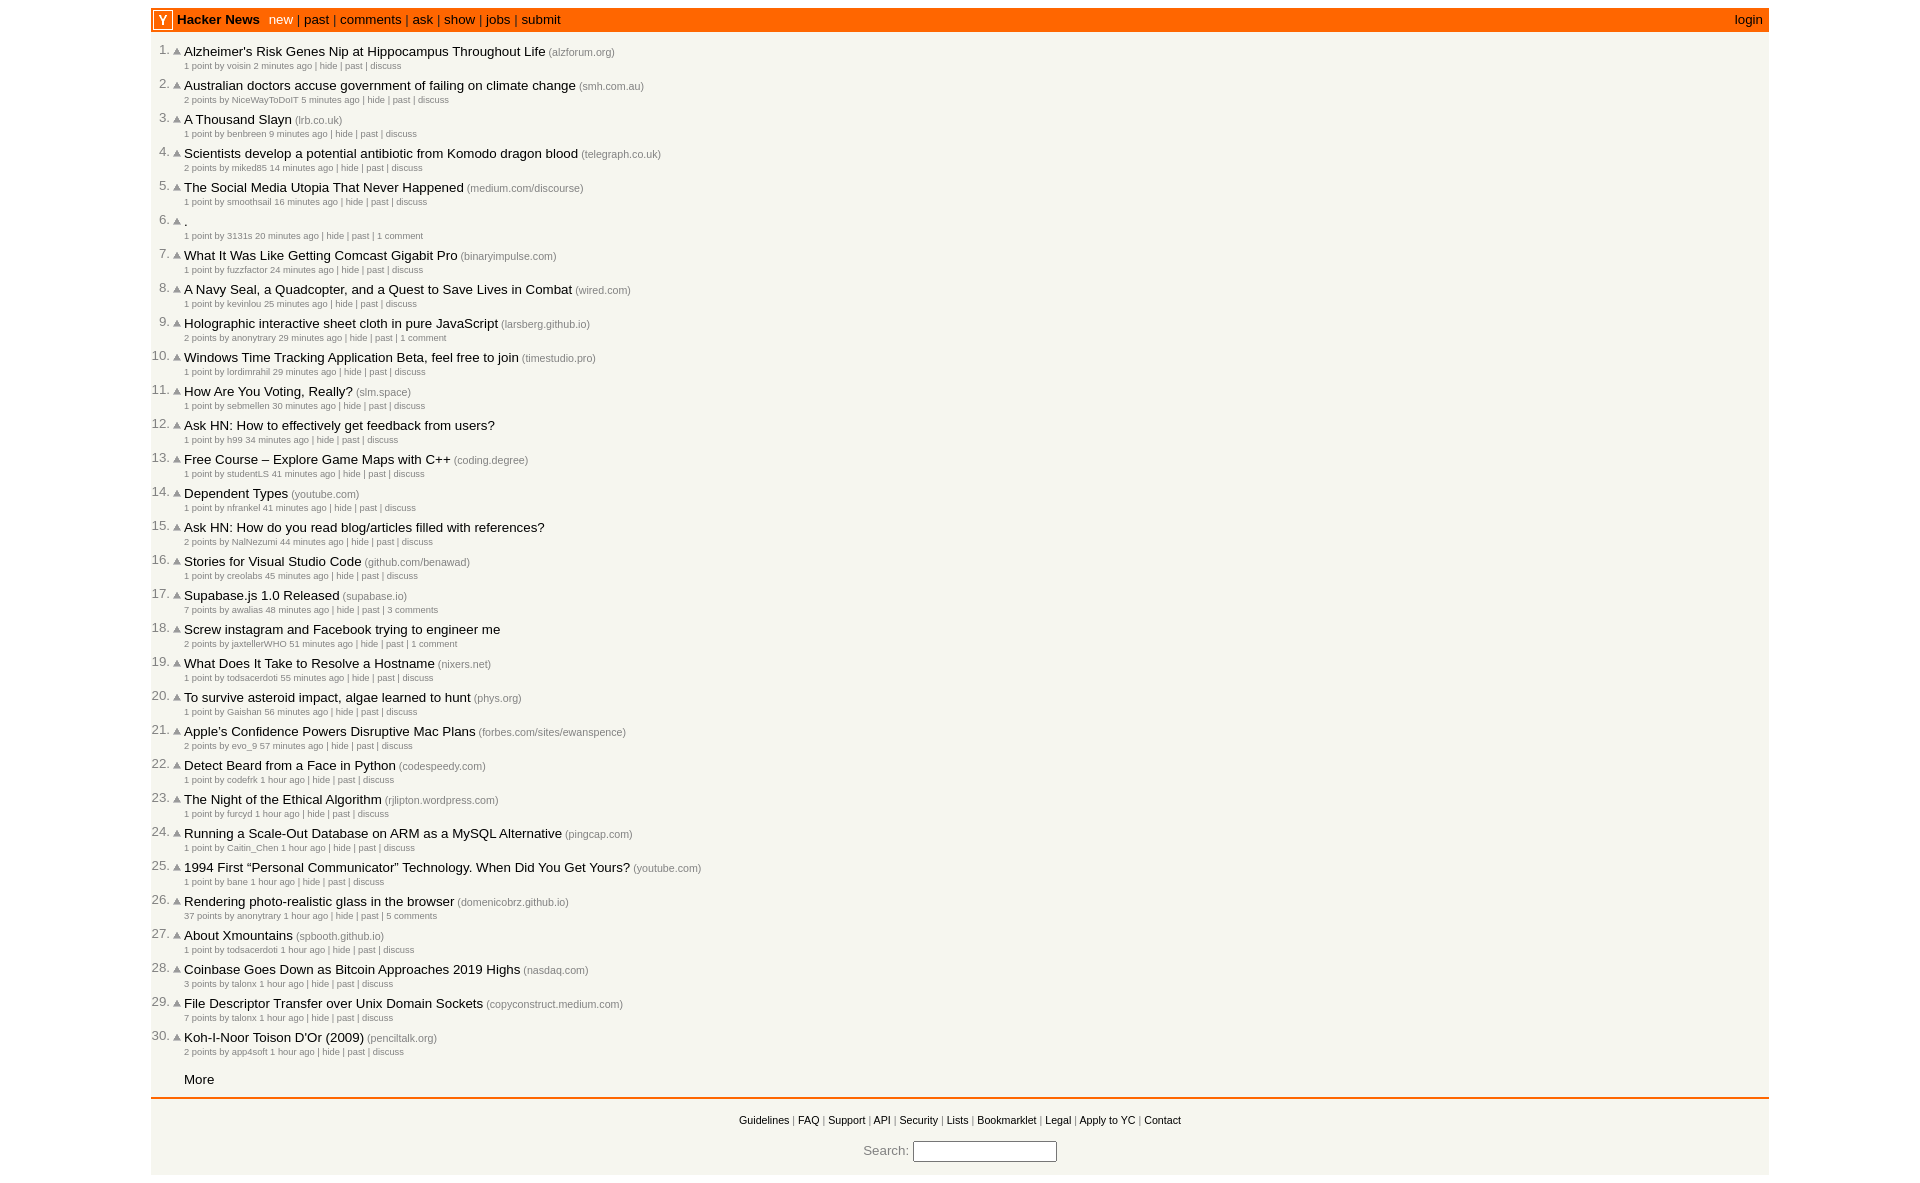 Y Hacker News new | past | comments | ask | show | jobs | submit login
1. Alzheimer's Risk Genes Nip at Hippocampus Throughout Life (alzforum.org)
1 point by voisin 2 minutes ago | hide | past | discuss
2. Australian doctors accuse government of failing on climate change (smh.com.au)
2 points by NiceWayToDoIT 5 minutes ago | hide | past | discuss
3. A Thousand Slayn (lrb.co.uk)
1 point by benbreen 9 minutes ago | hide | past | discuss
4. Scientists develop a potential antibiotic from Komodo dragon blood (telegraph.co.uk)
2 points by miked85 14 minutes ago | hide | past | discuss
5. The Social Media Utopia That Never Happened (medium.com/discourse)
1 point by smoothsail 16 minutes ago | hide | past | discuss
6. .
1 point by 3131s 20 minutes ago | hide | past | 1 comment
7. What It Was Like Getting Comcast Gigabit Pro (binaryimpulse.com)
1 point by fuzzfactor 24 minutes ago | hide | past | discuss
8. A Navy Seal, a Quadcopter, and a Quest to Save Lives in Combat (wired.com)
1 point by kevinlou 25 minutes ago | hide | past | discuss
9. Holographic interactive sheet cloth in pure JavaScript (larsberg.github.io)
2 points by anonytrary 29 minutes ago | hide | past | 1 comment
10. Windows Time Tracking Application Beta, feel free to join (timestudio.pro)
1 point by lordimrahil 29 minutes ago | hide | past | discuss
11. How Are You Voting, Really? (slm.space)
1 point by sebmellen 30 minutes ago | hide | past | discuss
12. Ask HN: How to effectively get feedback from users?
1 point by h99 34 minutes ago | hide | past | discuss
13. Free Course – Explore Game Maps with C++ (coding.degree)
1 point by studentLS 41 minutes ago | hide | past | discuss
14. Dependent Types (youtube.com)
1 point by nfrankel 41 minutes ago | hide | past | discuss
15. Ask HN: How do you read blog/articles filled with references?
2 points by NalNezumi 44 minutes ago | hide | past | discuss
16. Stories for Visual Studio Code (github.com/benawad)
1 point by creolabs 45 minutes ago | hide | past | discuss
17. Supabase.js 1.0 Released (supabase.io)
7 points by awalias 48 minutes ago | hide | past | 3 comments
18. Screw instagram and Facebook trying to engineer me
2 points by jaxtellerWHO 51 minutes ago | hide | past | 1 comment
19. What Does It Take to Resolve a Hostname (nixers.net)
1 point by todsacerdoti 55 minutes ago | hide | past | discuss
20. To survive asteroid impact, algae learned to hunt (phys.org)
1 point by Gaishan 56 minutes ago | hide | past | discuss
21. Apple’s Confidence Powers Disruptive Mac Plans (forbes.com/sites/ewanspence)
2 points by evo_9 57 minutes ago | hide | past | discuss
22. Detect Beard from a Face in Python (codespeedy.com)
1 point by codefrk 1 hour ago | hide | past | discuss
23. The Night of the Ethical Algorithm (rjlipton.wordpress.com)
1 point by furcyd 1 hour ago | hide | past | discuss
24. Running a Scale-Out Database on ARM as a MySQL Alternative (pingcap.com)
1 point by Caitin_Chen 1 hour ago | hide | past | discuss
25. 1994 First “Personal Communicator” Technology. When Did You Get Yours? (youtube.com)
1 point by bane 1 hour ago | hide | past | discuss
26. Rendering photo-realistic glass in the browser (domenicobrz.github.io)
37 points by anonytrary 1 hour ago | hide | past | 5 comments
27. About Xmountains (spbooth.github.io)
1 point by todsacerdoti 1 hour ago | hide | past | discuss
28. Coinbase Goes Down as Bitcoin Approaches 2019 Highs (nasdaq.com)
3 points by talonx 1 hour ago | hide | past | discuss
29. File Descriptor Transfer over Unix Domain Sockets (copyconstruct.medium.com)
7 points by talonx 1 hour ago | hide | past | discuss
30. Koh-I-Noor Toison D'Or (2009) (penciltalk.org)
2 points by app4soft 1 hour ago | hide | past | discuss
More
Guidelines | FAQ | Support | API | Security | Lists | Bookmarklet | Legal | Apply to YC | Contact
Search: